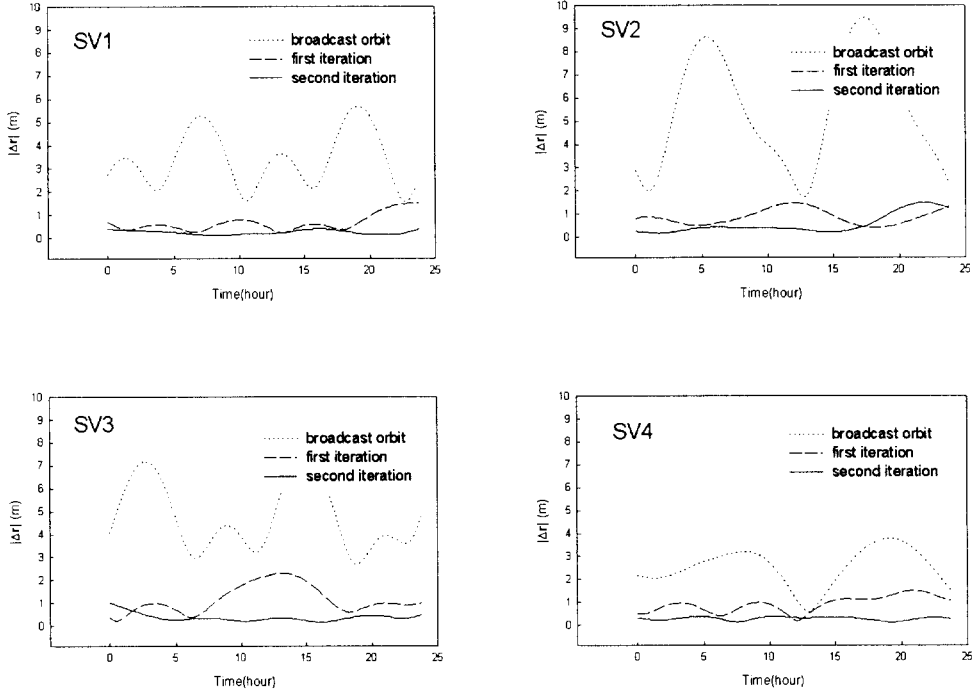 SV1
broadcast orbit
first iteration
second iteration
|Δr| (m)
10
9
8
7
6
5
4
3
2
1
0
0 5 10 15 20 25
Time(hour)
SV2
broadcast orbit
first iteration
second iteration
|Δr| (m)
10
9
8
7
6
5
4
3
2
1
0
0 5 10 15 20 25
Time(hour)
SV3
broadcast orbit
first iteration
second iteration
|Δr| (m)
10
9
8
7
6
5
4
3
2
1
0
0 5 10 15 20 25
Time(hour)
SV4
broadcast orbit
first iteration
second iteration
|Δr| (m)
10
9
8
7
6
5
4
3
2
1
0
0 5 10 15 20 25
Time(hour)